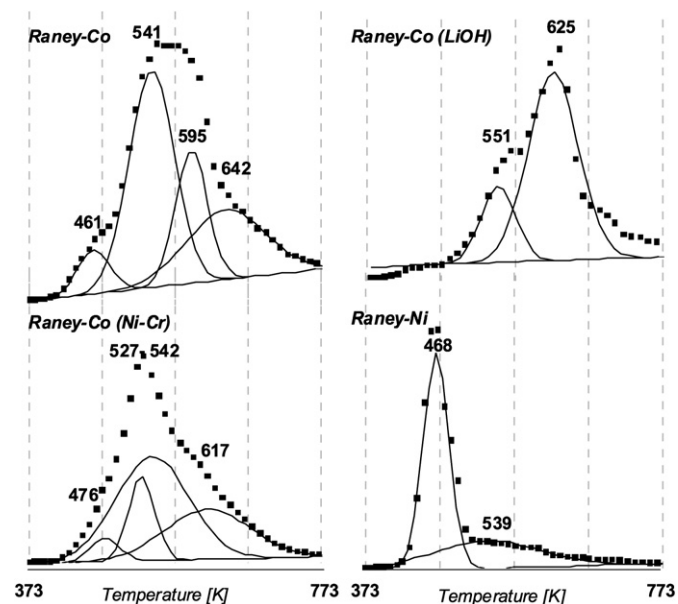 Raney-Co
541
595
642
461
Raney-Co (LiOH)
625
551
Raney-Co (Ni-Cr)
527
542
617
476
Raney-Ni
468
539
373
Temperature [K]
773
373
Temperature [K]
773